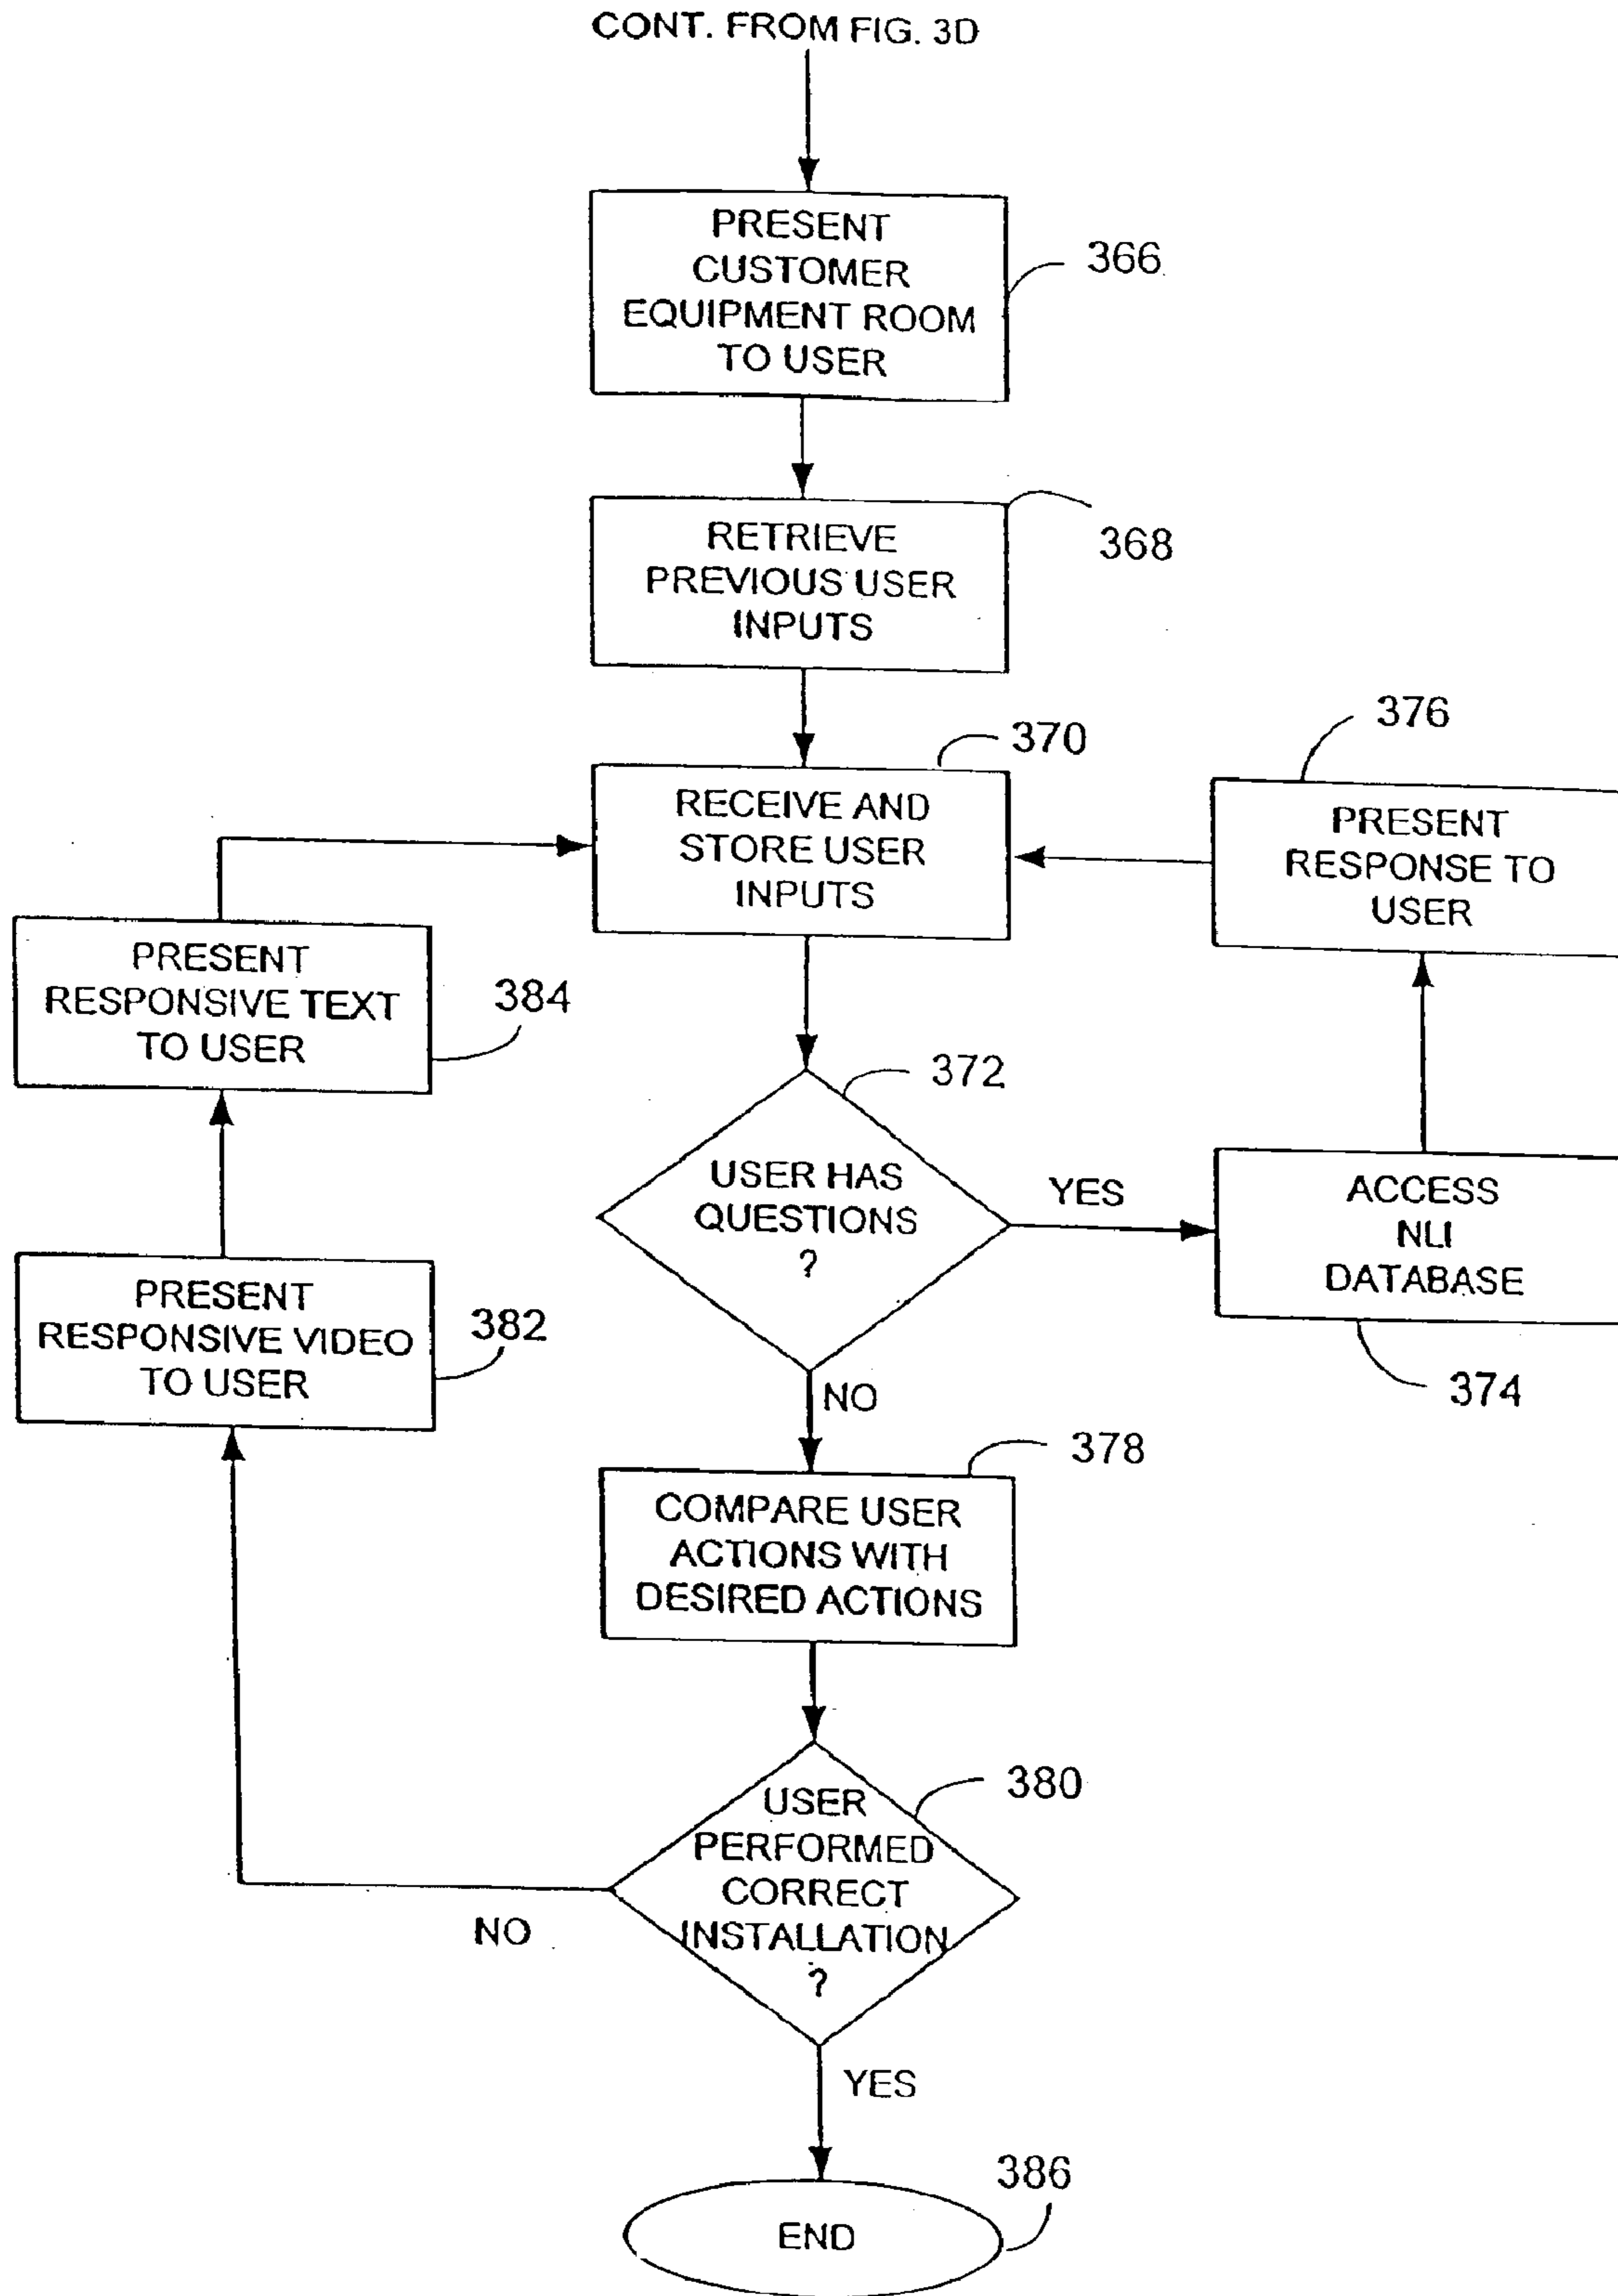 CONT. FROM FIG. 3D
PRESENT
CUSTOMER
EQUIPMENT ROOM
TO USER
366
RETRIEVE
PREVIOUS USER
INPUTS
368
370
RECEIVE AND
STORE USER
INPUTS
376
PRESENT
RESPONSE TO
USER
PRESENT
RESPONSIVE TEXT
TO USER
384
372
USER HAS
QUESTIONS
?
YES
ACCESS
NLI
DATABASE
374
PRESENT
RESPONSIVE VIDEO
TO USER
382
NO
378
COMPARE USER
ACTIONS WITH
DESIRED ACTIONS
380
USER
PERFORMED
CORRECT
INSTALLATION
?
NO
YES
386
END